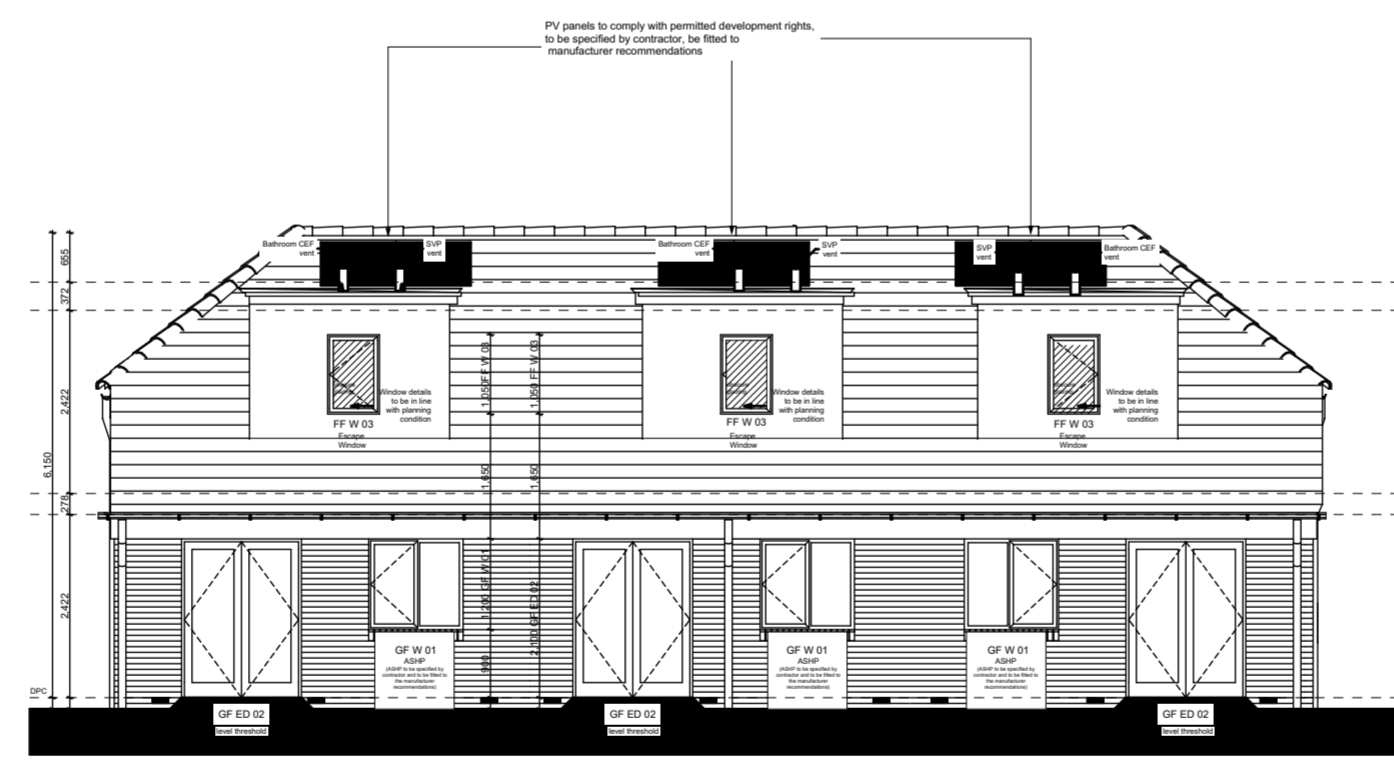 PV panels to comply with permitted development rights,
to be specified by contractor, be fitted to
manufacturer recommendations
Bathroom CEF
vent
SVP
vent
Bathroom CEF
vent
SVP
vent
SVP
vent
Bathroom CEF
vent
655
372
2,422
6,150
278
2,422
DPC
1,050FF W 03
1,650
1,200 GF W 01
900
1,050 FF W 03
1,650
2,100 GF ED 02
Window details
to be in line
with planning
condition
FF W 03
Escape
Window
Window details
to be in line
with planning
condition
FF W 03
Escape
Window
Window details
to be in line
with planning
condition
FF W 03
Escape
Window
GF W 01
ASHP
(ASHP to be specified by
contractor and to be fitted to
the manufacturer
recommendations)
GF W 01
ASHP
(ASHP to be specified by
contractor and to be fitted to
the manufacturer
recommendations)
GF W 01
ASHP
(ASHP to be specified by
contractor and to be fitted to
the manufacturer
recommendations)
GF ED 02
level threshold
GF ED 02
level threshold
GF ED 02
level threshold